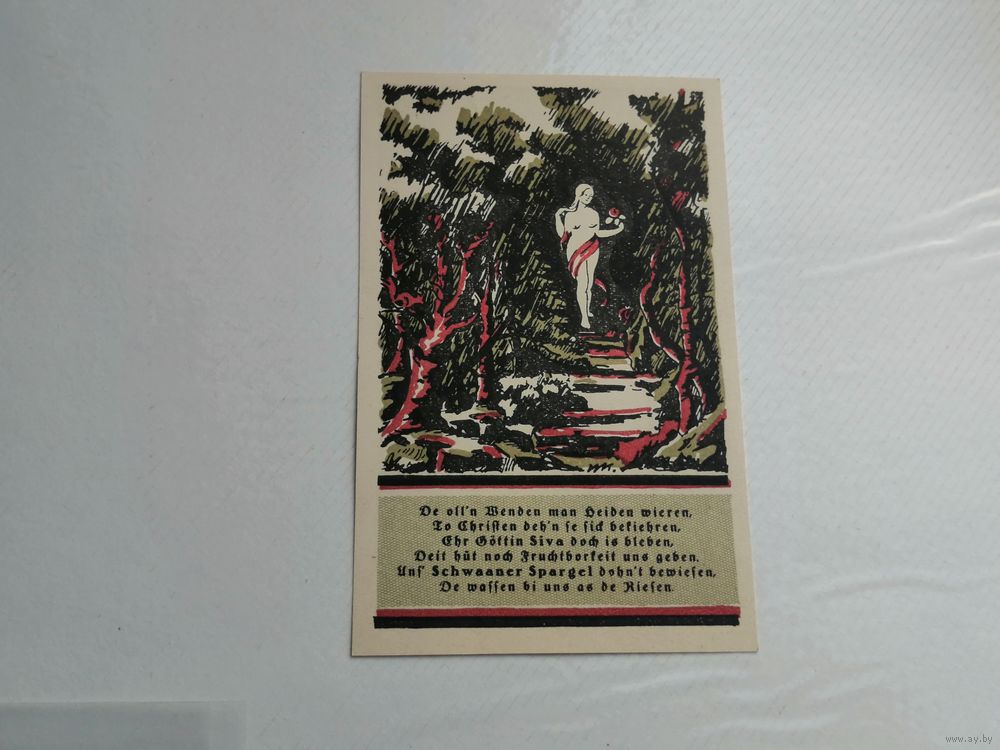 De oll'n Wenden man Heiden wieren,
To Christen deh'n se sick bekiehren,
Ehr Göttin Siva doch is bleben,
Deit hüt noch Fruchtborkeit uns geben.
Uns' Schwaaner Spargel dohn't bewiesen,
De wassen bi uns as de Riesen.
www.ay.by